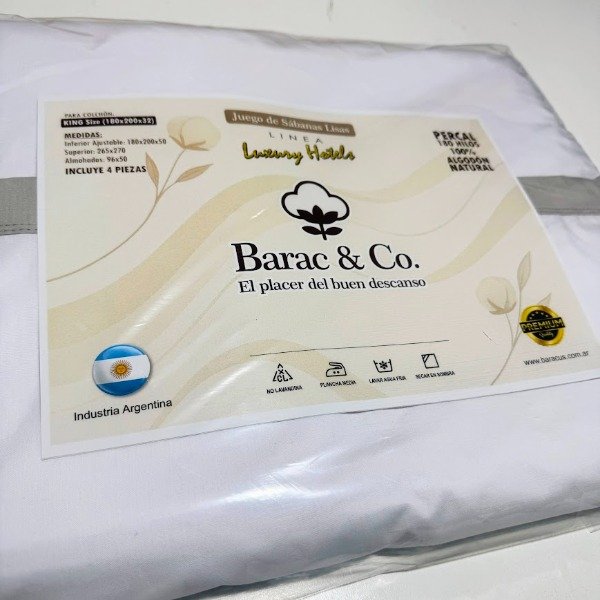 PARA COLCHÓN:
KING Size (180x200x32)
MEDIDAS:
Inferior Ajustable: 180x200x50
Superior: 265x270
Almohadas: 96x50
INCLUYE 4 PIEZAS
Juego de Sábanas Lisas
LINEA
Luxury Hotels
PERCAL
180 HILOS
100%
ALGODÓN
NATURAL
Barac & Co.
El placer del buen descanso
Industria Argentina
CL
NO LAVANDINA
PLANCHA MEDIA
LAVAR AGUA FRIA
SECAR EN SOMBRA
PREMIUM
Quality
www.baracus.com.ar